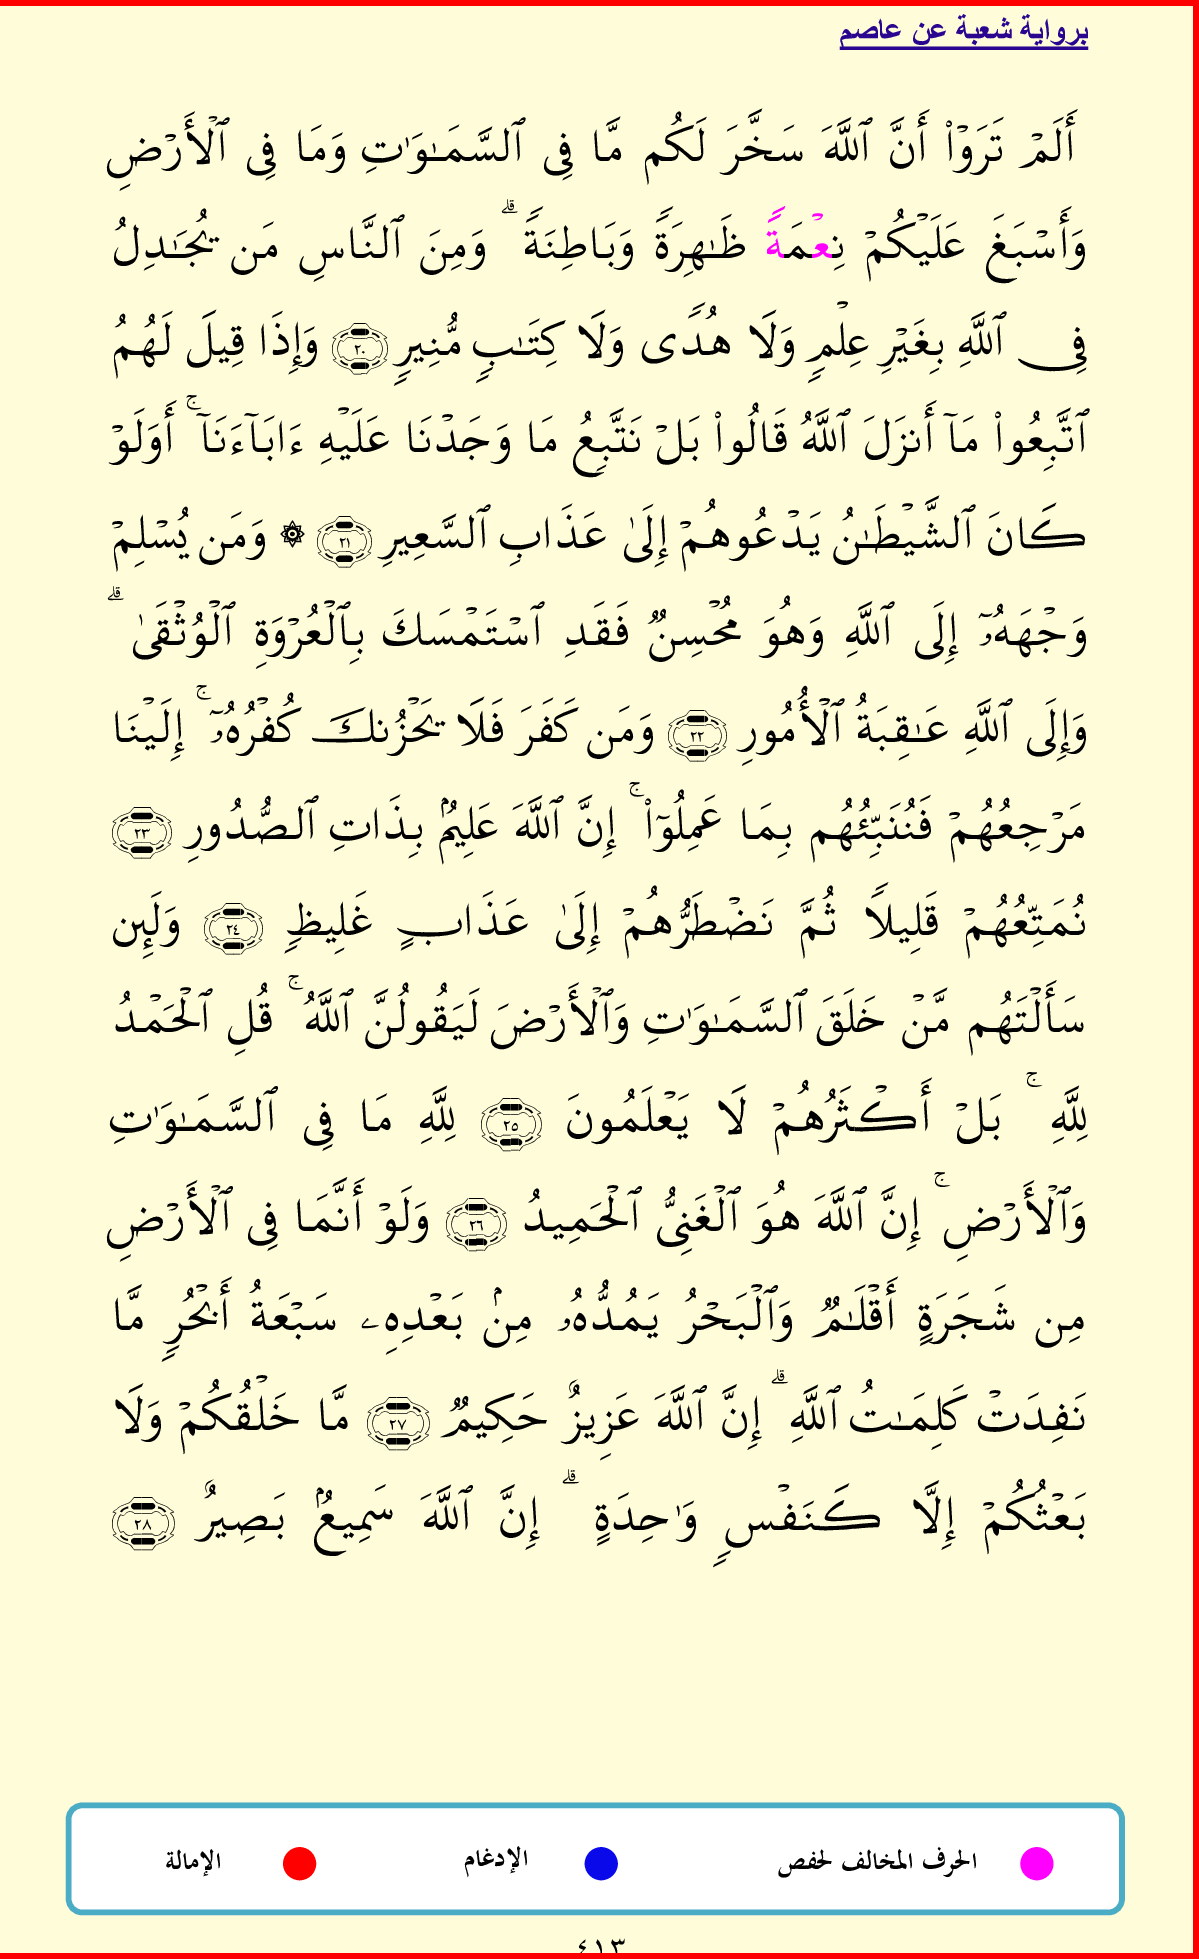 برواية شعبة عن عاصم
أَلَمْ تَرَوْا۟ أَنَّ ٱللَّهَ سَخَّرَ لَكُم مَّا فِى ٱلسَّمَـٰوَٰتِ وَمَا فِى ٱلْأَرْضِ
وَأَسْبَغَ عَلَيْكُمْ نِعْمَةً ظَـٰهِرَةً وَبَاطِنَةً ۗ وَمِنَ ٱلنَّاسِ مَن يُجَـٰدِلُ
فِى ٱللَّهِ بِغَيْرِ عِلْمٍ وَلَا هُدًى وَلَا كِتَـٰبٍ مُّنِيرٍ ٢٠ وَإِذَا قِيلَ لَهُمُ
ٱتَّبِعُوا۟ مَآ أَنزَلَ ٱللَّهُ قَالُوا۟ بَلْ نَتَّبِعُ مَا وَجَدْنَا عَلَيْهِ ءَابَآءَنَآ ۚ أَوَلَوْ
كَانَ ٱلشَّيْطَـٰنُ يَدْعُوهُمْ إِلَىٰ عَذَابِ ٱلسَّعِيرِ ٢١ ۞ وَمَن يُسْلِمْ
وَجْهَهُۥٓ إِلَى ٱللَّهِ وَهُوَ مُحْسِنٌ فَقَدِ ٱسْتَمْسَكَ بِٱلْعُرْوَةِ ٱلْوُثْقَىٰ ۗ
وَإِلَى ٱللَّهِ عَـٰقِبَةُ ٱلْأُمُورِ ٢٢ وَمَن كَفَرَ فَلَا يَحْزُنكَ كُفْرُهُۥٓ ۚ إِلَيْنَا
مَرْجِعُهُمْ فَنُنَبِّئُهُم بِمَا عَمِلُوٓا۟ ۚ إِنَّ ٱللَّهَ عَلِيمٌۢ بِذَاتِ ٱلصُّدُورِ ٢٣
نُمَتِّعُهُمْ قَلِيلًا ثُمَّ نَضْطَرُّهُمْ إِلَىٰ عَذَابٍ غَلِيظٍ ٢٤ وَلَئِن
سَأَلْتَهُم مَّنْ خَلَقَ ٱلسَّمَـٰوَٰتِ وَٱلْأَرْضَ لَيَقُولُنَّ ٱللَّهُ ۚ قُلِ ٱلْحَمْدُ
لِلَّهِ ۚ بَلْ أَكْثَرُهُمْ لَا يَعْلَمُونَ ٢٥ لِلَّهِ مَا فِى ٱلسَّمَـٰوَٰتِ
وَٱلْأَرْضِ ۚ إِنَّ ٱللَّهَ هُوَ ٱلْغَنِىُّ ٱلْحَمِيدُ ٢٦ وَلَوْ أَنَّمَا فِى ٱلْأَرْضِ
مِن شَجَرَةٍ أَقْلَـٰمٌ وَٱلْبَحْرُ يَمُدُّهُۥ مِنۢ بَعْدِهِۦ سَبْعَةُ أَبْحُرٍ مَّا
نَفِدَتْ كَلِمَـٰتُ ٱللَّهِ ۗ إِنَّ ٱللَّهَ عَزِيزٌ حَكِيمٌ ٢٧ مَّا خَلْقُكُمْ وَلَا
بَعْثُكُمْ إِلَّا كَنَفْسٍ وَٰحِدَةٍ ۗ إِنَّ ٱللَّهَ سَمِيعٌۢ بَصِيرٌ ٢٨
الحرف المخالف لحفص الإدغام الإمالة
٤١٣